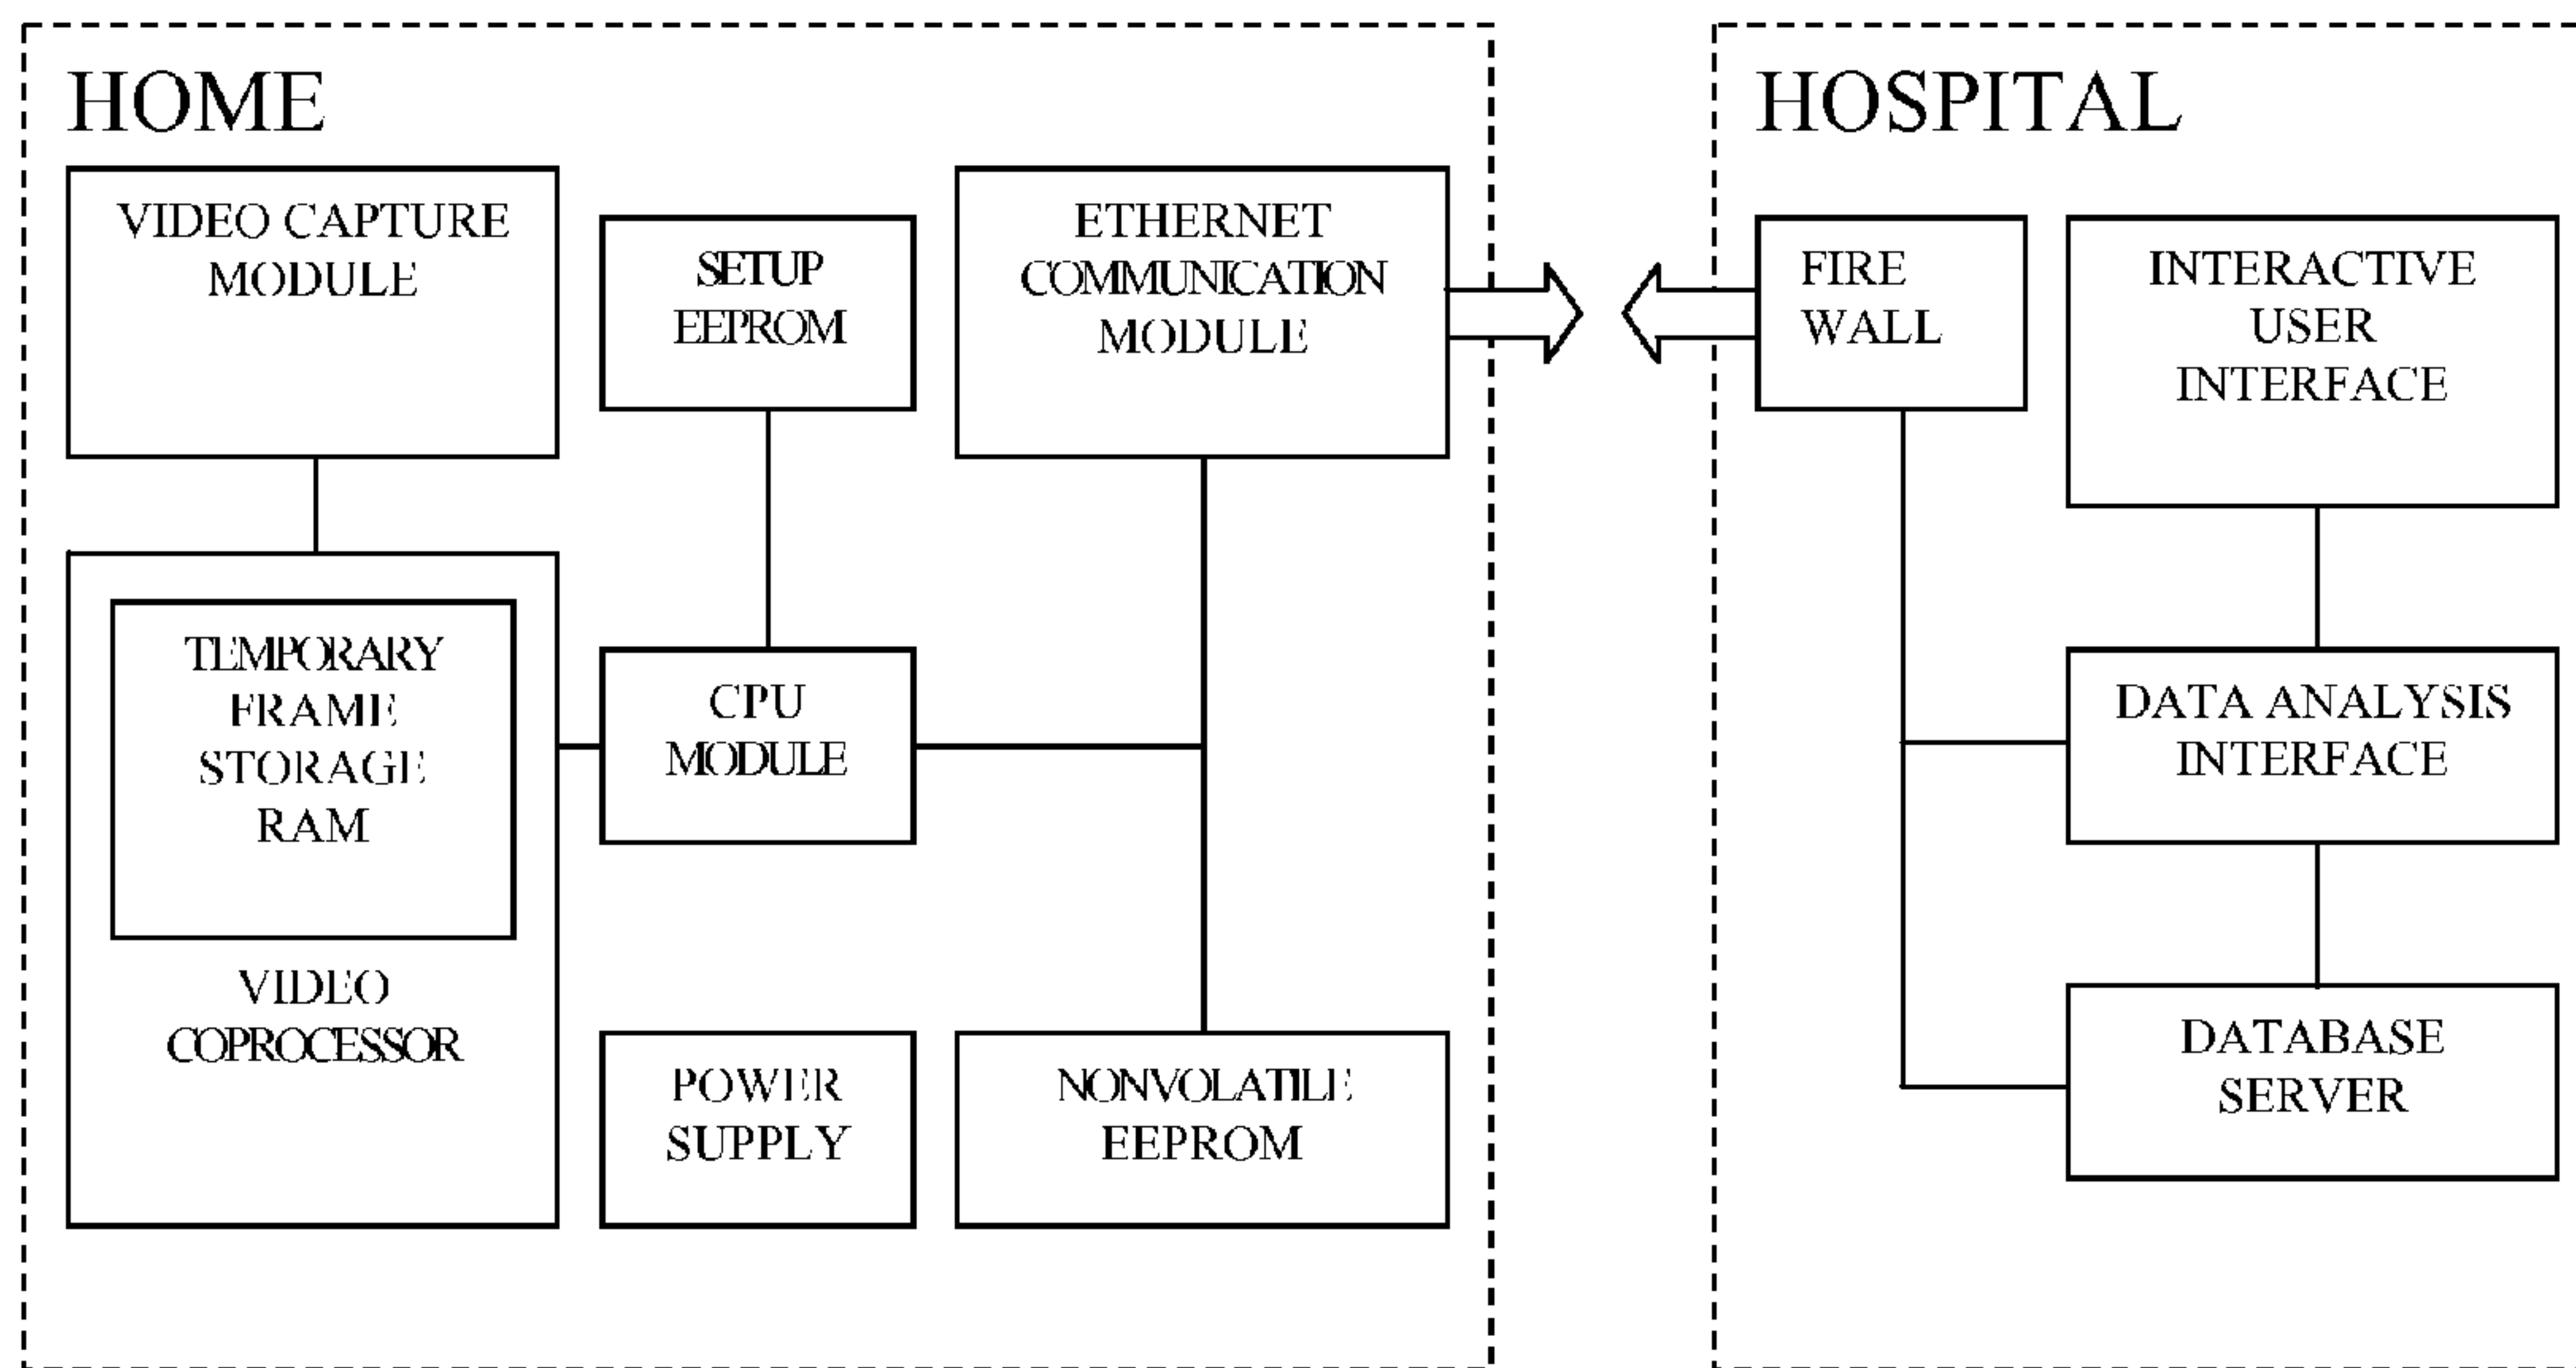 HOME
VIDEO CAPTURE
MODULE
SETUP
EEPROM
ETHERNET
COMMUNICATION
MODULE
TEMPORARY
FRAME
STORAGE
RAM
VIDEO
COPROCESSOR
CPU
MODULE
POWER
SUPPLY
NONVOLATILE
EEPROM
HOSPITAL
FIRE
WALL
INTERACTIVE
USER
INTERFACE
DATA ANALYSIS
INTERFACE
DATABASE
SERVER